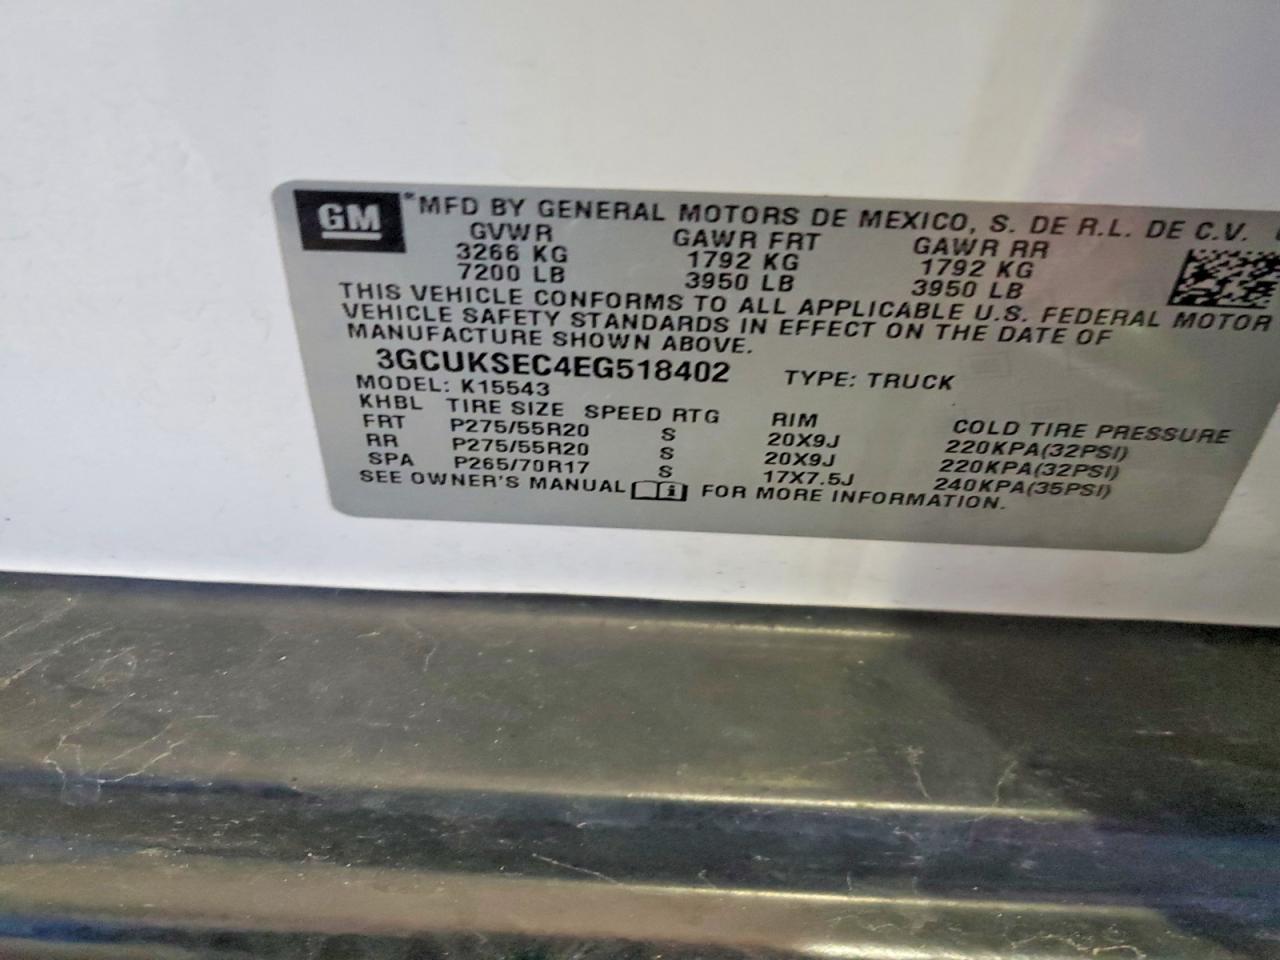 GM *MFD BY GENERAL MOTORS DE MEXICO, S. DE R.L. DE C.V.
GVWR GAWR FRT GAWR RR
3266 KG 1792 KG 1792 KG
7200 LB 3950 LB 3950 LB
THIS VEHICLE CONFORMS TO ALL APPLICABLE U.S. FEDERAL MOTOR
VEHICLE SAFETY STANDARDS IN EFFECT ON THE DATE OF
MANUFACTURE SHOWN ABOVE.
3GCUKSEC4EG518402 TYPE: TRUCK
MODEL: K15543
KHBL TIRE SIZE SPEED RTG RIM COLD TIRE PRESSURE
FRT P275/55R20 S 20X9J 220KPA(32PSI)
RR P275/55R20 S 20X9J 220KPA(32PSI)
SPA P265/70R17 S 17X7.5J 240KPA(35PSI)
SEE OWNER'S MANUAL FOR MORE INFORMATION.